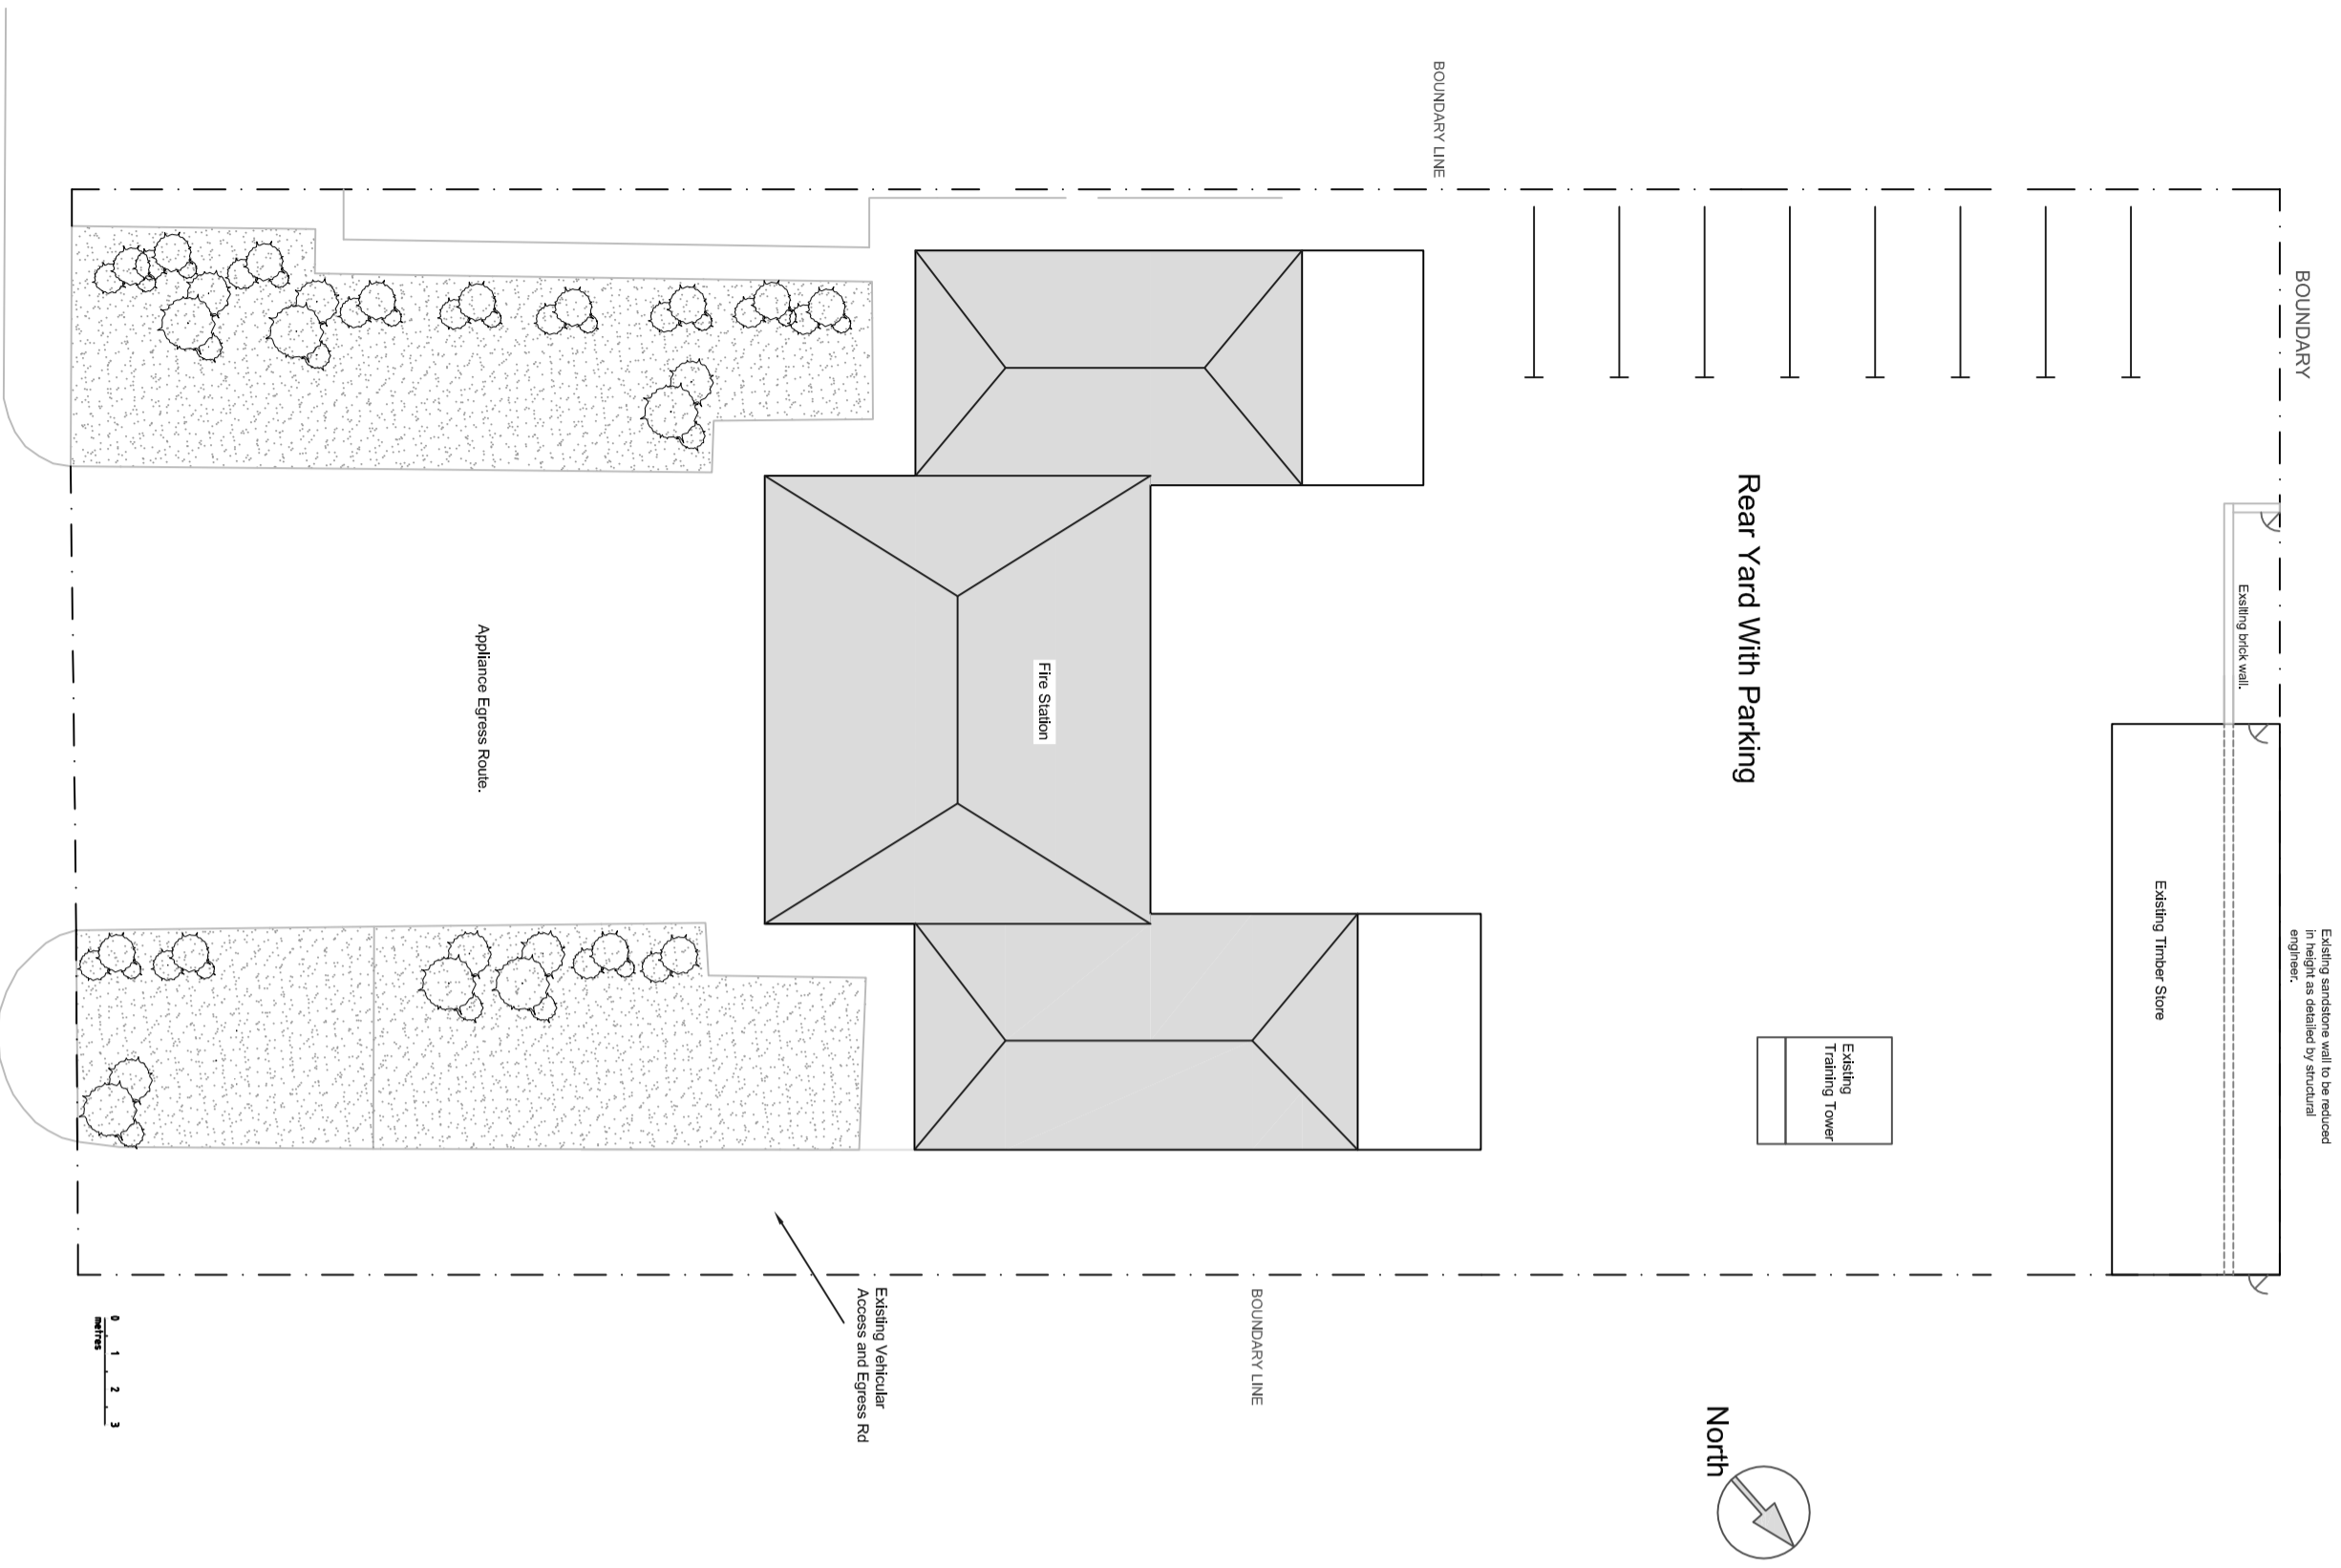 Existing sandstone wall to be reduced
in height as detailed by structural
engineer.
BOUNDARY
Exsiting brick wall.
Existing Timber Store
Existing
Training Tower
Rear Yard With Parking
North
BOUNDARY LINE
BOUNDARY LINE
Fire Station
Existing Vehicular
Access and Egress Rd
Appliance Egress Route.
0 1 2 3
metres